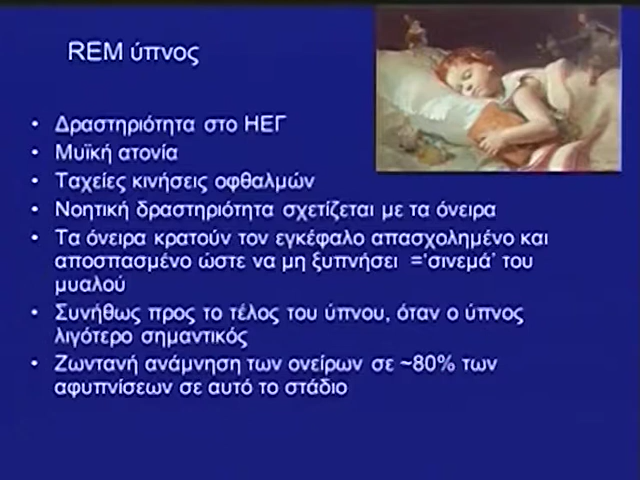 REM ύπνος
• Δραστηριότητα στο ΗΕΓ
• Μυϊκή ατονία
• Ταχείες κινήσεις οφθαλμών
• Νοητική δραστηριότητα σχετίζεται με τα όνειρα
• Τα όνειρα κρατούν τον εγκέφαλο απασχολημένο και
αποσπασμένο ώστε να μη ξυπνήσει ='σινεμά' του
μυαλού
• Συνήθως προς το τέλος του ύπνου, όταν ο ύπνος
λιγότερο σημαντικός
• Ζωντανή ανάμνηση των ονείρων σε ~80% των
αφυπνίσεων σε αυτό το στάδιο